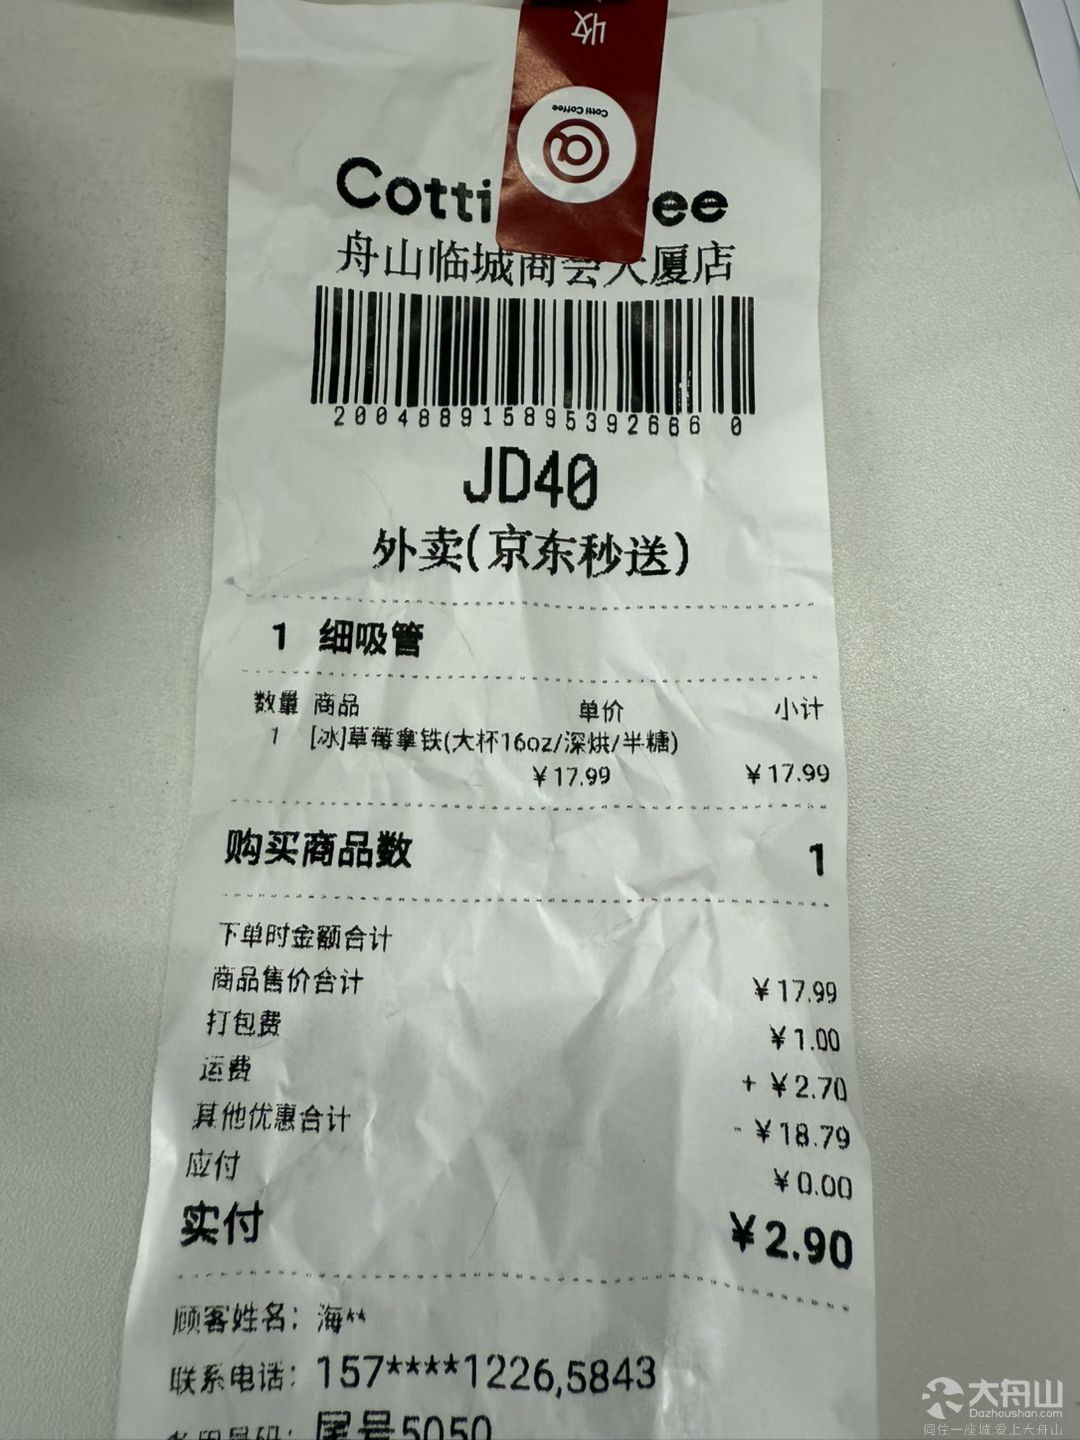 收
Cotti Coffee
Cotti ee
舟山临城商会大厦店
2004889158953926660
JD40
外卖(京东秒送)
1 细吸管
数量 商品 单价 小计
1 [冰]草莓拿铁(大杯16oz/深烘/半糖)
¥17.99 ¥17.99
购买商品数 1
下单时金额合计
商品售价合计 ¥17.99
打包费 ¥1.00
运费 + ¥2.70
其他优惠合计 - ¥18.79
应付 ¥0.00
实付 ¥2.90
顾客姓名：海**
联系电话：157****1226,5843
尾号5050
大舟山
Dazhoushan.com
同住一座城.爱上大舟山